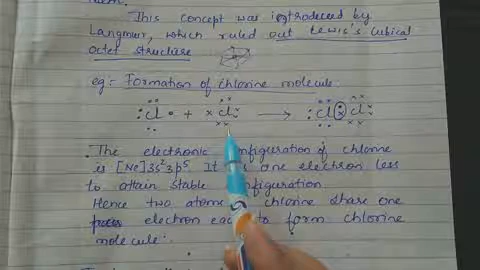 This concept was introduced by
Langmuir, which ruled out Lewis's cubical
octet structure
eg:- Formation of chlorine molecule.
:Cl• + ×Cl: → :Cl:Cl:
The electronic configuration of chlorine
is [Ne]3s²3p⁵. It is one electron less
to attain stable configuration
Hence two atoms chlorine share one
electron each to form chlorine
molecule: